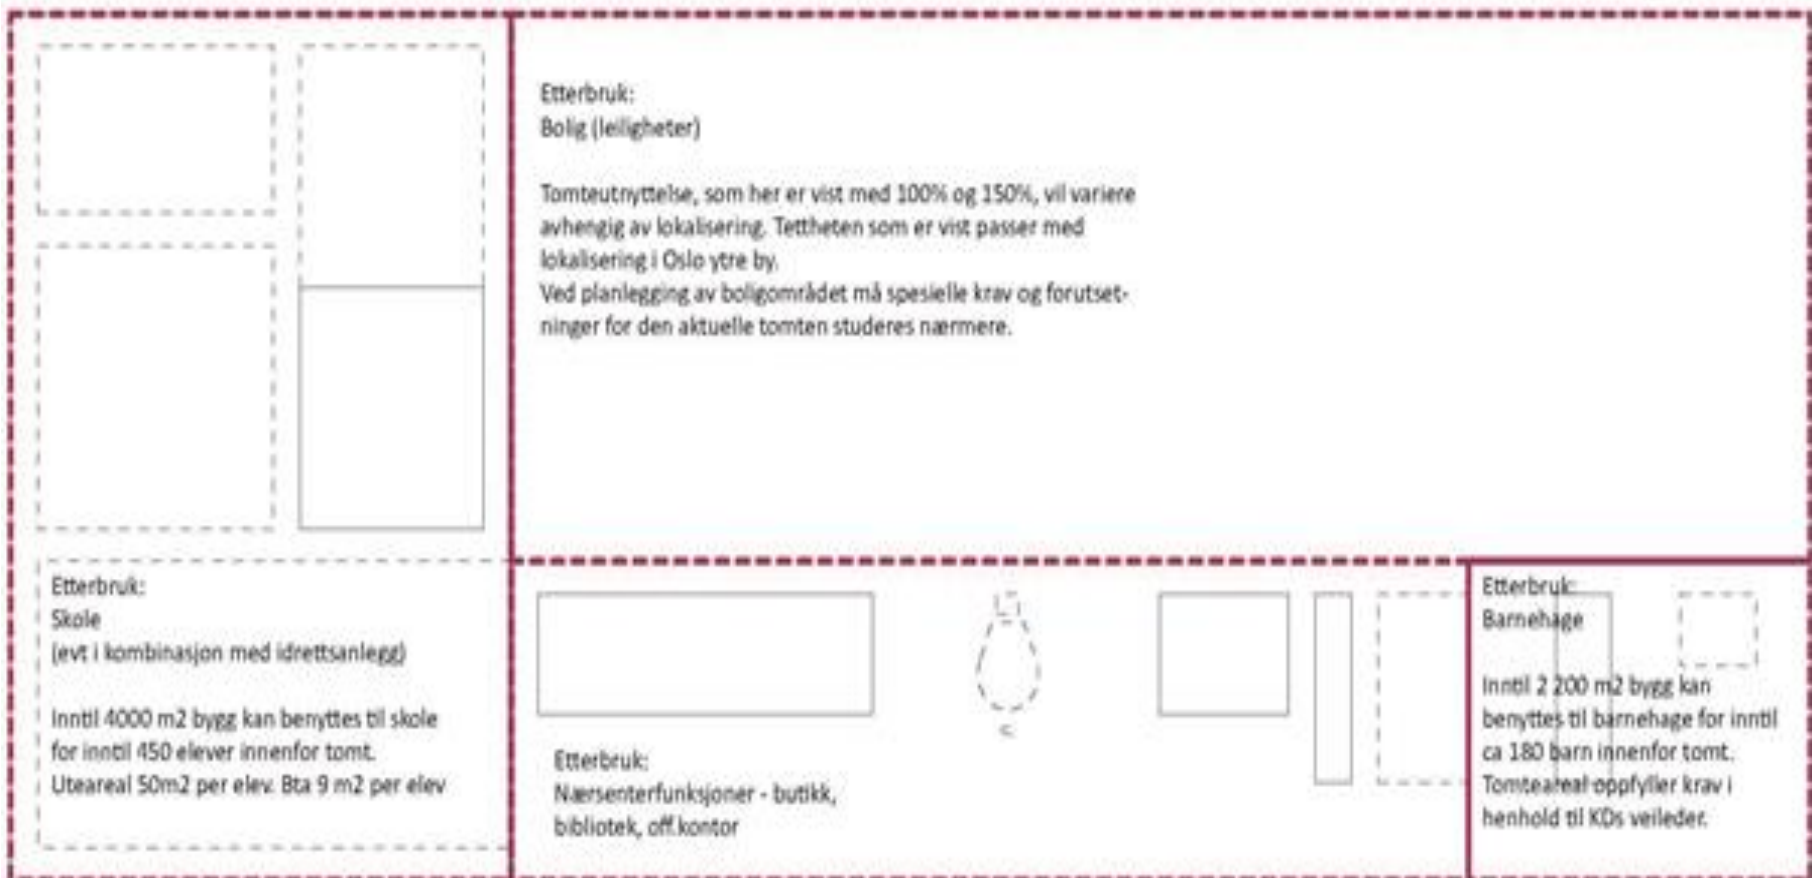 Etterbruk:
Bolig (leiligheter)
Tomteutnyttelse, som her er vist med 100% og 150%, vil variere
avhengig av lokalisering. Tettheten som er vist passer med
lokalisering i Oslo ytre by.
Ved planlegging av boligområdet må spesielle krav og forutset-
ninger for den aktuelle tomten studeres nærmere.
Etterbruk:
Skole
(evt i kombinasjon med idrettsanlegg)
Inntil 4000 m2 bygg kan benyttes til skole
for inntil 450 elever innenfor tomt.
Uteareal 50m2 per elev. Bta 9 m2 per elev
Etterbruk:
Nærsenterfunksjoner - butikk,
bibliotek, off.kontor
Etterbruk:
Barnehage
Inntil 2 200 m2 bygg kan
benyttes til barnehage for inntil
ca 180 barn innenfor tomt.
Tomteareal oppfyller krav i
henhold til KDs veileder.